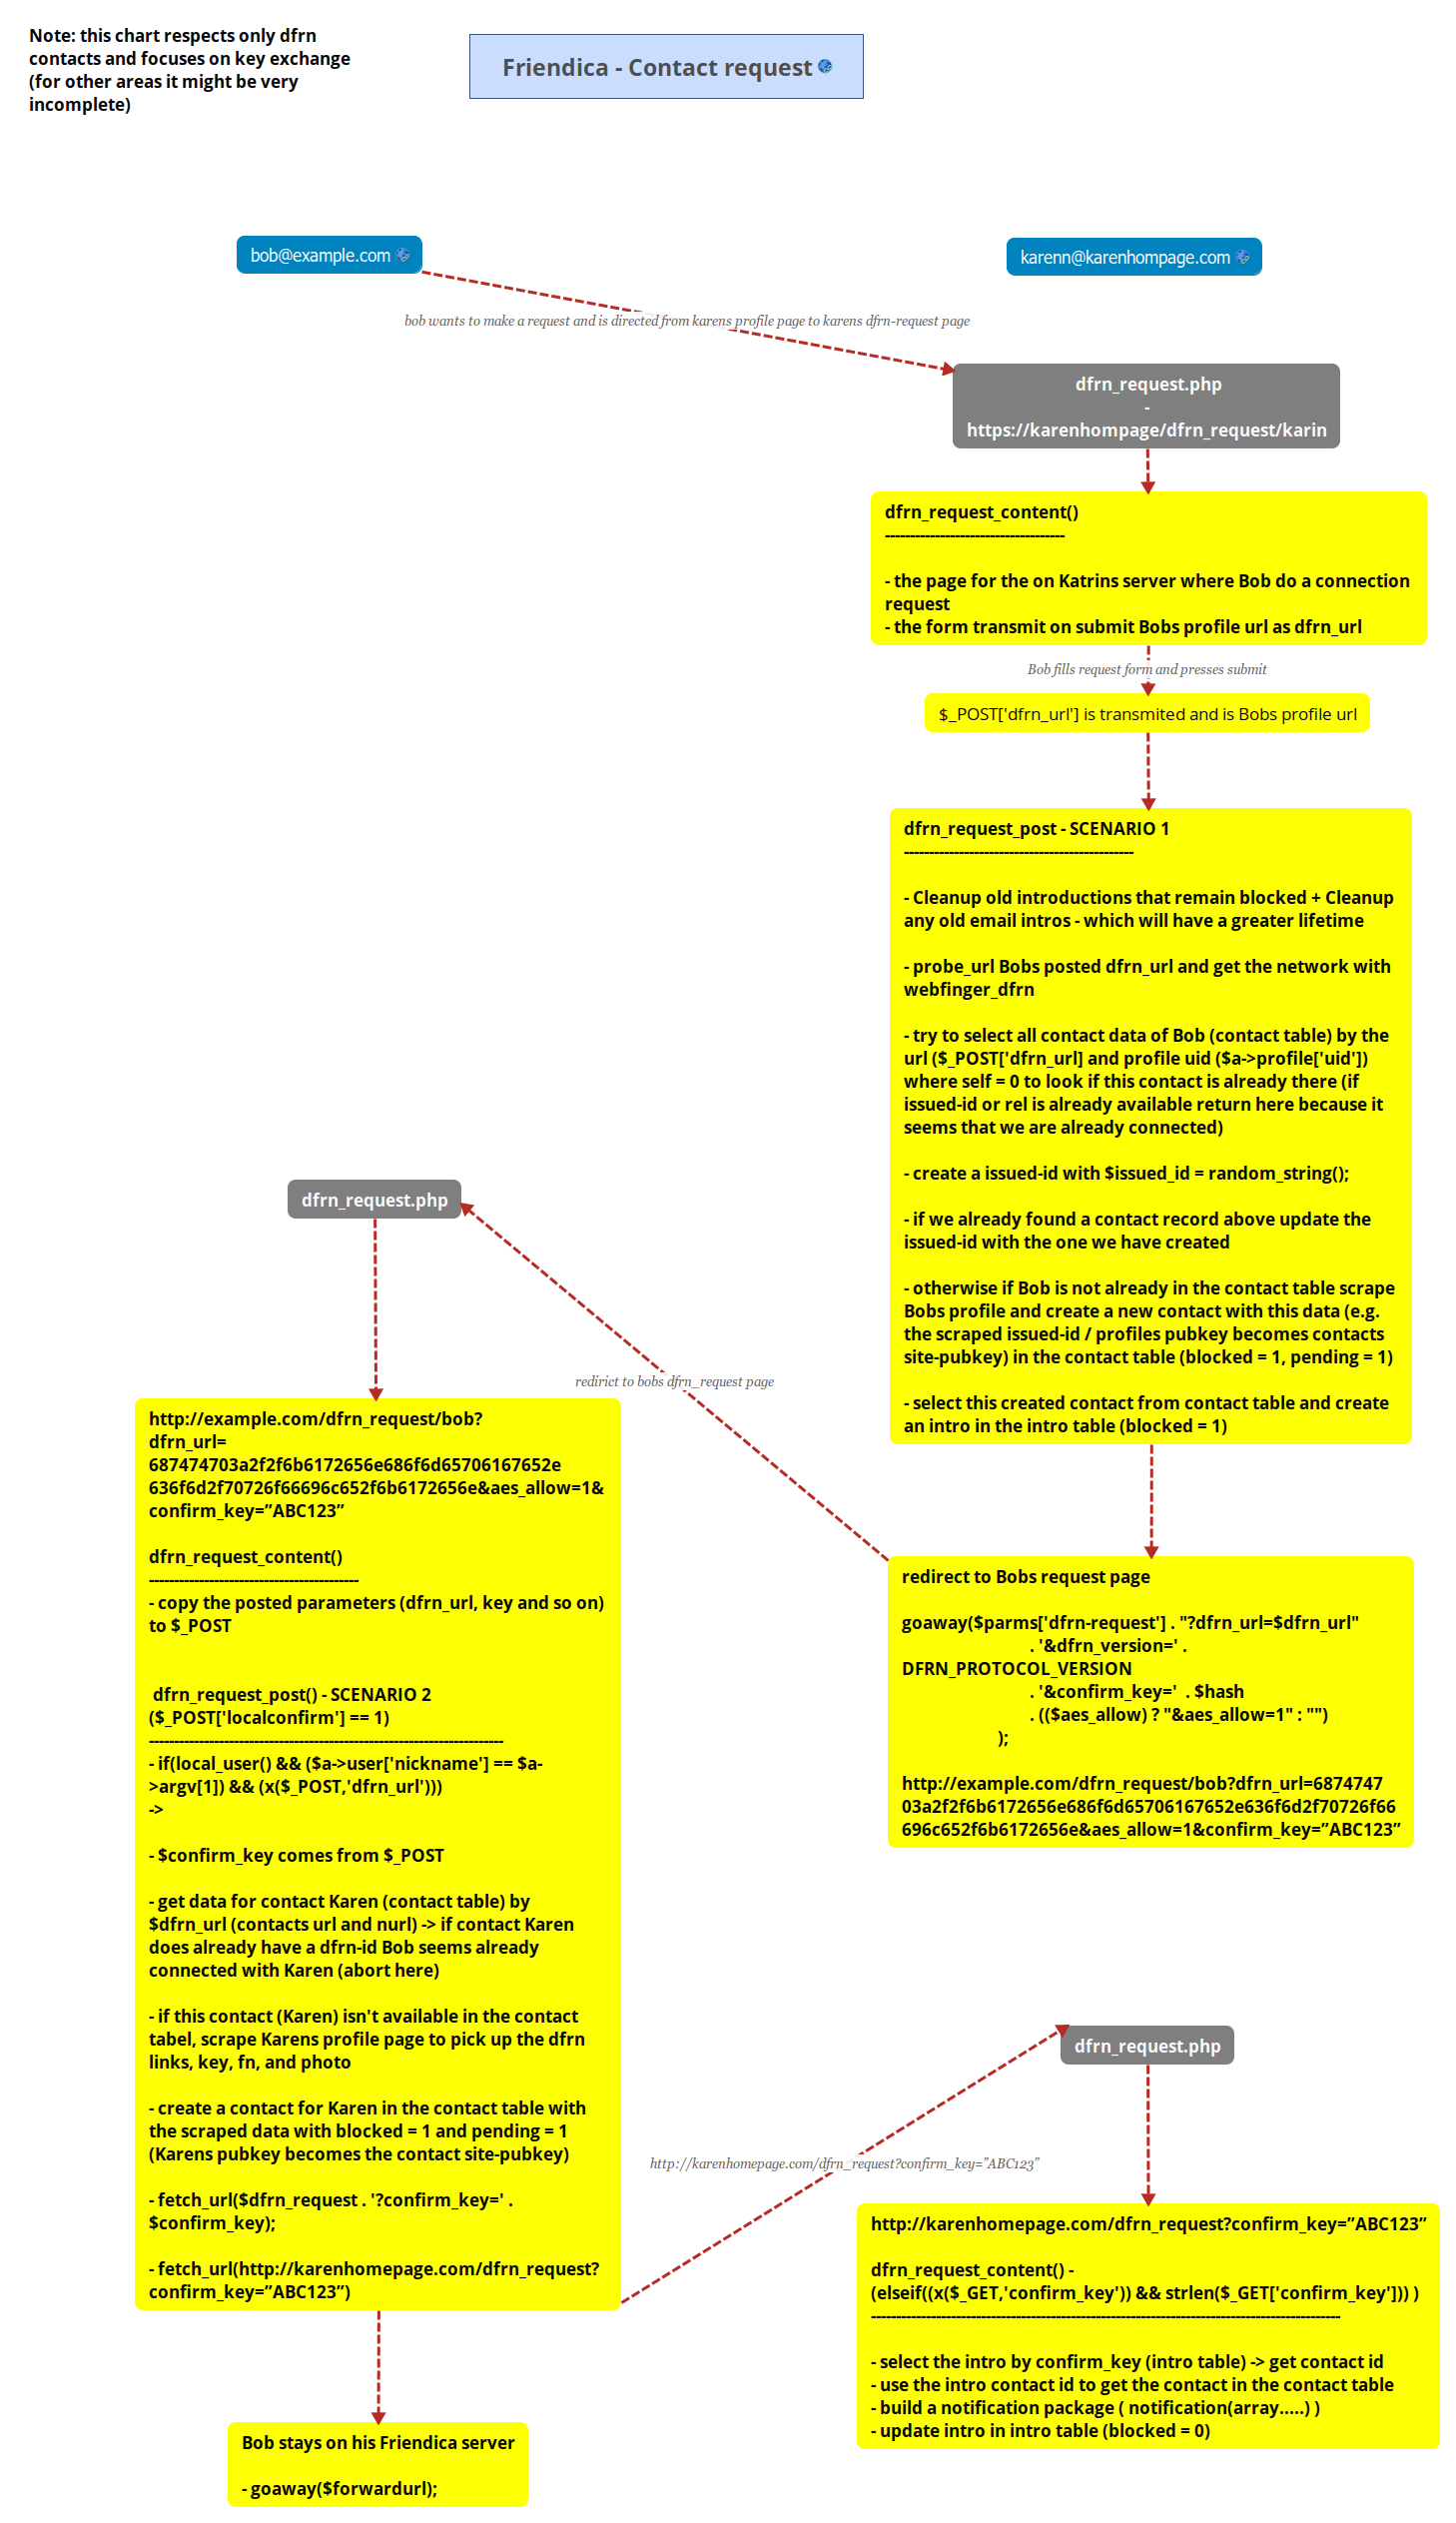 Note: this chart respects only dfrn
contacts and focuses on key exchange
(for other areas it might be very
incomplete)
Friendica - Contact request
bob@example.com
karenn@karenhompage.com
bob wants to make a request and is directed from karens profile page to karens dfrn-request page
dfrn_request.php
-
https://karenhompage/dfrn_request/karin
dfrn_request_content()
------------------------------------
- the page for the on Katrins server where Bob do a connection
request
- the form transmit on submit Bobs profile url as dfrn_url
Bob fills request form and presses submit
$_POST['dfrn_url'] is transmited and is Bobs profile url
dfrn_request_post - SCENARIO 1
----------------------------------------------
- Cleanup old introductions that remain blocked + Cleanup
any old email intros - which will have a greater lifetime
- probe_url Bobs posted dfrn_url and get the network with
webfinger_dfrn
- try to select all contact data of Bob (contact table) by the
url ($_POST['dfrn_url] and profile uid ($a->profile['uid'])
where self = 0 to look if this contact is already there (if
issued-id or rel is already available return here because it
seems that we are already connected)
- create a issued-id with $issued_id = random_string();
- if we already found a contact record above update the
issued-id with the one we have created
- otherwise if Bob is not already in the contact table scrape
Bobs profile and create a new contact with this data (e.g.
the scraped issued-id / profiles pubkey becomes contacts
site-pubkey) in the contact table (blocked = 1, pending = 1)
- select this created contact from contact table and create
an intro in the intro table (blocked = 1)
redirict to bobs dfrn_request page
redirect to Bobs request page
goaway($parms['dfrn-request'] . "?dfrn_url=$dfrn_url"
. '&dfrn_version=' .
DFRN_PROTOCOL_VERSION
. '&confirm_key='  . $hash
. (($aes_allow) ? "&aes_allow=1" : "")
);
http://example.com/dfrn_request/bob?dfrn_url=6874747
03a2f2f6b6172656e686f6d65706167652e636f6d2f70726f66
696c652f6b6172656e&aes_allow=1&confirm_key=”ABC123”
dfrn_request.php
http://example.com/dfrn_request/bob?
dfrn_url=
687474703a2f2f6b6172656e686f6d65706167652e
636f6d2f70726f66696c652f6b6172656e&aes_allow=1&
confirm_key=”ABC123”
dfrn_request_content()
------------------------------------------
- copy the posted parameters (dfrn_url, key and so on)
to $_POST
dfrn_request_post() - SCENARIO 2
($_POST['localconfirm'] == 1)
-----------------------------------------------------------------------
- if(local_user() && ($a->user['nickname'] == $a-
>argv[1]) && (x($_POST,'dfrn_url')))
->
- $confirm_key comes from $_POST
- get data for contact Karen (contact table) by
$dfrn_url (contacts url and nurl) -> if contact Karen
does already have a dfrn-id Bob seems already
connected with Karen (abort here)
- if this contact (Karen) isn't available in the contact
tabel, scrape Karens profile page to pick up the dfrn
links, key, fn, and photo
- create a contact for Karen in the contact table with
the scraped data with blocked = 1 and pending = 1
(Karens pubkey becomes the contact site-pubkey)
- fetch_url($dfrn_request . '?confirm_key=' .
$confirm_key);
- fetch_url(http://karenhomepage.com/dfrn_request?
confirm_key=”ABC123”)
http://karenhomepage.com/dfrn_request?confirm_key=”ABC123”
dfrn_request.php
http://karenhomepage.com/dfrn_request?confirm_key=”ABC123”
dfrn_request_content() -
(elseif((x($_GET,'confirm_key')) && strlen($_GET['confirm_key'])) )
----------------------------------------------------------------------------------------------
- select the intro by confirm_key (intro table) -> get contact id
- use the intro contact id to get the contact in the contact table
- build a notification package ( notification(array.....) )
- update intro in intro table (blocked = 0)
Bob stays on his Friendica server
- goaway($forwardurl);